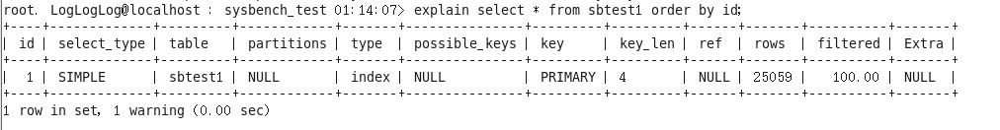 root. LogLogLog@localhost : sysbench_test 01:14:07> explain select * from sbtest1 order by id;
+----+-------------+---------+------------+-------+---------------+---------+---------+------+-------+----------+-------+
| id | select_type | table   | partitions | type  | possible_keys | key     | key_len | ref  | rows  | filtered | Extra |
+----+-------------+---------+------------+-------+---------------+---------+---------+------+-------+----------+-------+
|  1 | SIMPLE      | sbtest1 | NULL       | index | NULL          | PRIMARY | 4       | NULL | 25059 |   100.00 | NULL  |
+----+-------------+---------+------------+-------+---------------+---------+---------+------+-------+----------+-------+
1 row in set, 1 warning (0.00 sec)